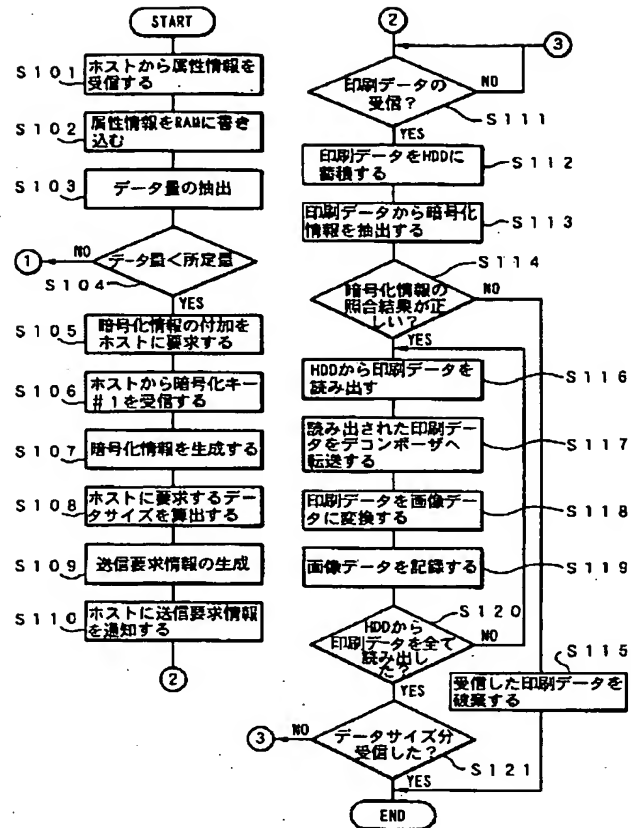 START
S101
ホストから属性情報を
受信する
S102
属性情報をRAMに書き
込む
S103
データ量の抽出
①
NO
データ量<所定量
S104
YES
S105
暗号化情報の付加を
ホストに要求する
S106
ホストから暗号化キー
#1を受信する
S107
暗号化情報を生成する
S108
ホストに要求するデー
タサイズを算出する
S109
送信要求情報の生成
S110
ホストに送信要求情報
を通知する
②
②
③
印刷データの
受信?
NO
S111
YES
印刷データをHDDに
蓄積する
S112
印刷データから暗号化
情報を抽出する
S113
S114
暗号化情報の
照合結果が正
しい?
NO
YES
HDDから印刷データを
読み出す
S116
読み出された印刷デー
タをデコンポーザへ
転送する
S117
印刷データを画像デー
タに変換する
S118
画像データを記録する
S119
S120
HDDから
印刷データを全て
読み出し
た?
NO
YES
S115
受信した印刷データを
破棄する
③
NO
データサイズ分
受信した?
S121
YES
END